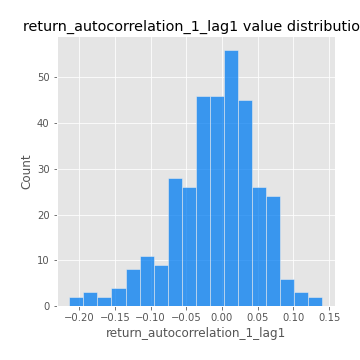 return_autocorrelation_1_lag1 value distributio
50
40
30
20
10
0
Count
−0.20 −0.15 −0.10 −0.05 0.00 0.05 0.10 0.15
return_autocorrelation_1_lag1